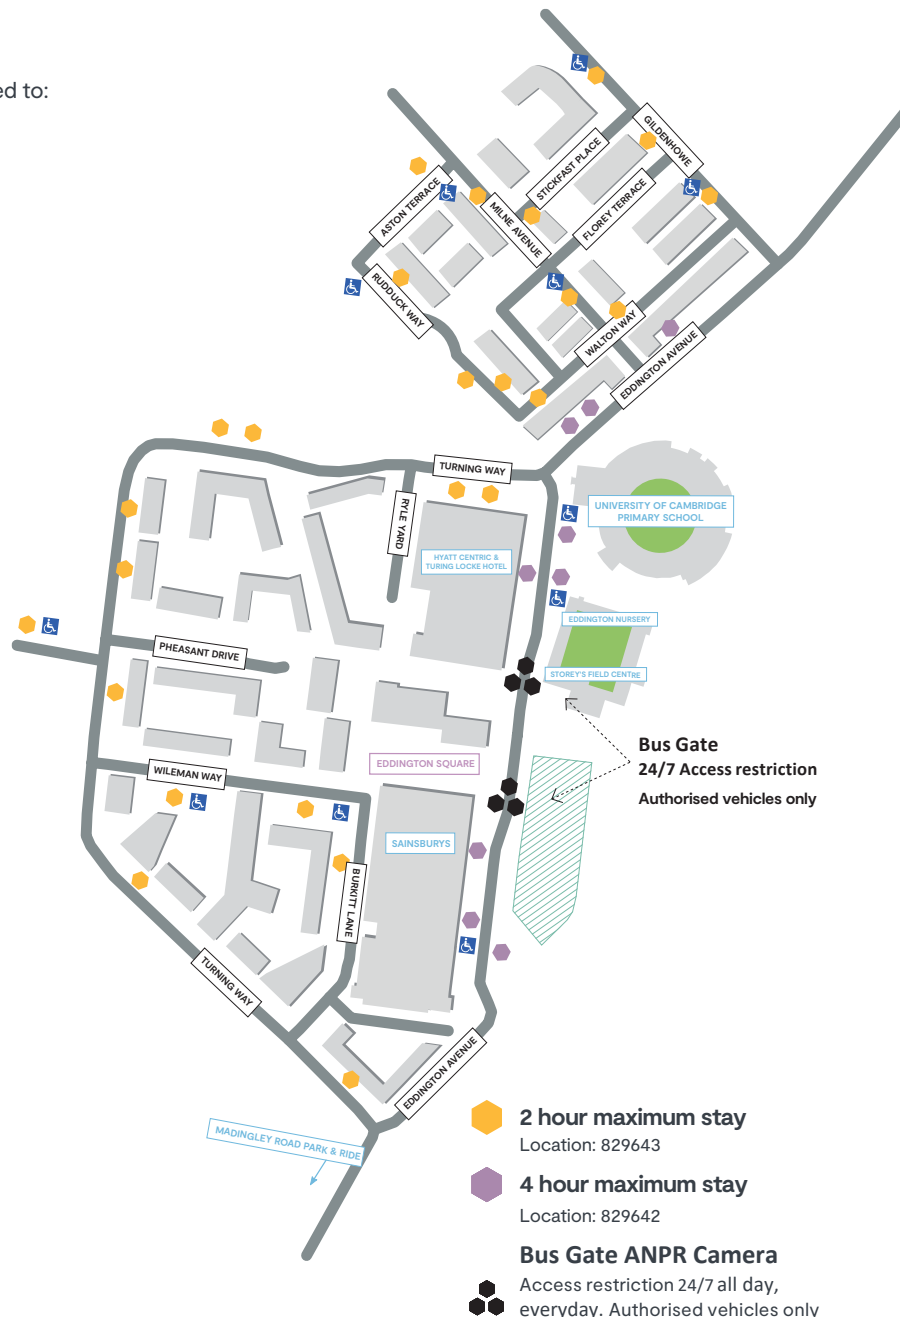 ed to:
GILDENHOWE
STICKFAST PLACE
ASTON TERRACE
FLOREY TERRACE
MILNE AVENUE
RUDDUCK WAY
WALTON WAY
EDDINGTON AVENUE
TURNING WAY
RYLE YARD
UNIVERSITY OF CAMBRIDGE
PRIMARY SCHOOL
HYATT CENTRIC &
TURING LOCKE HOTEL
EDDINGTON NURSERY
PHEASANT DRIVE
STOREY'S FIELD CENTRE
Bus Gate
24/7 Access restriction
Authorised vehicles only
EDDINGTON SQUARE
WILEMAN WAY
SAINSBURYS
BURKITT LANE
TURNING WAY
EDDINGTON AVENUE
MADINGLEY ROAD PARK & RIDE
2 hour maximum stay
Location: 829643
4 hour maximum stay
Location: 829642
Bus Gate ANPR Camera
Access restriction 24/7 all day,
everyday. Authorised vehicles only